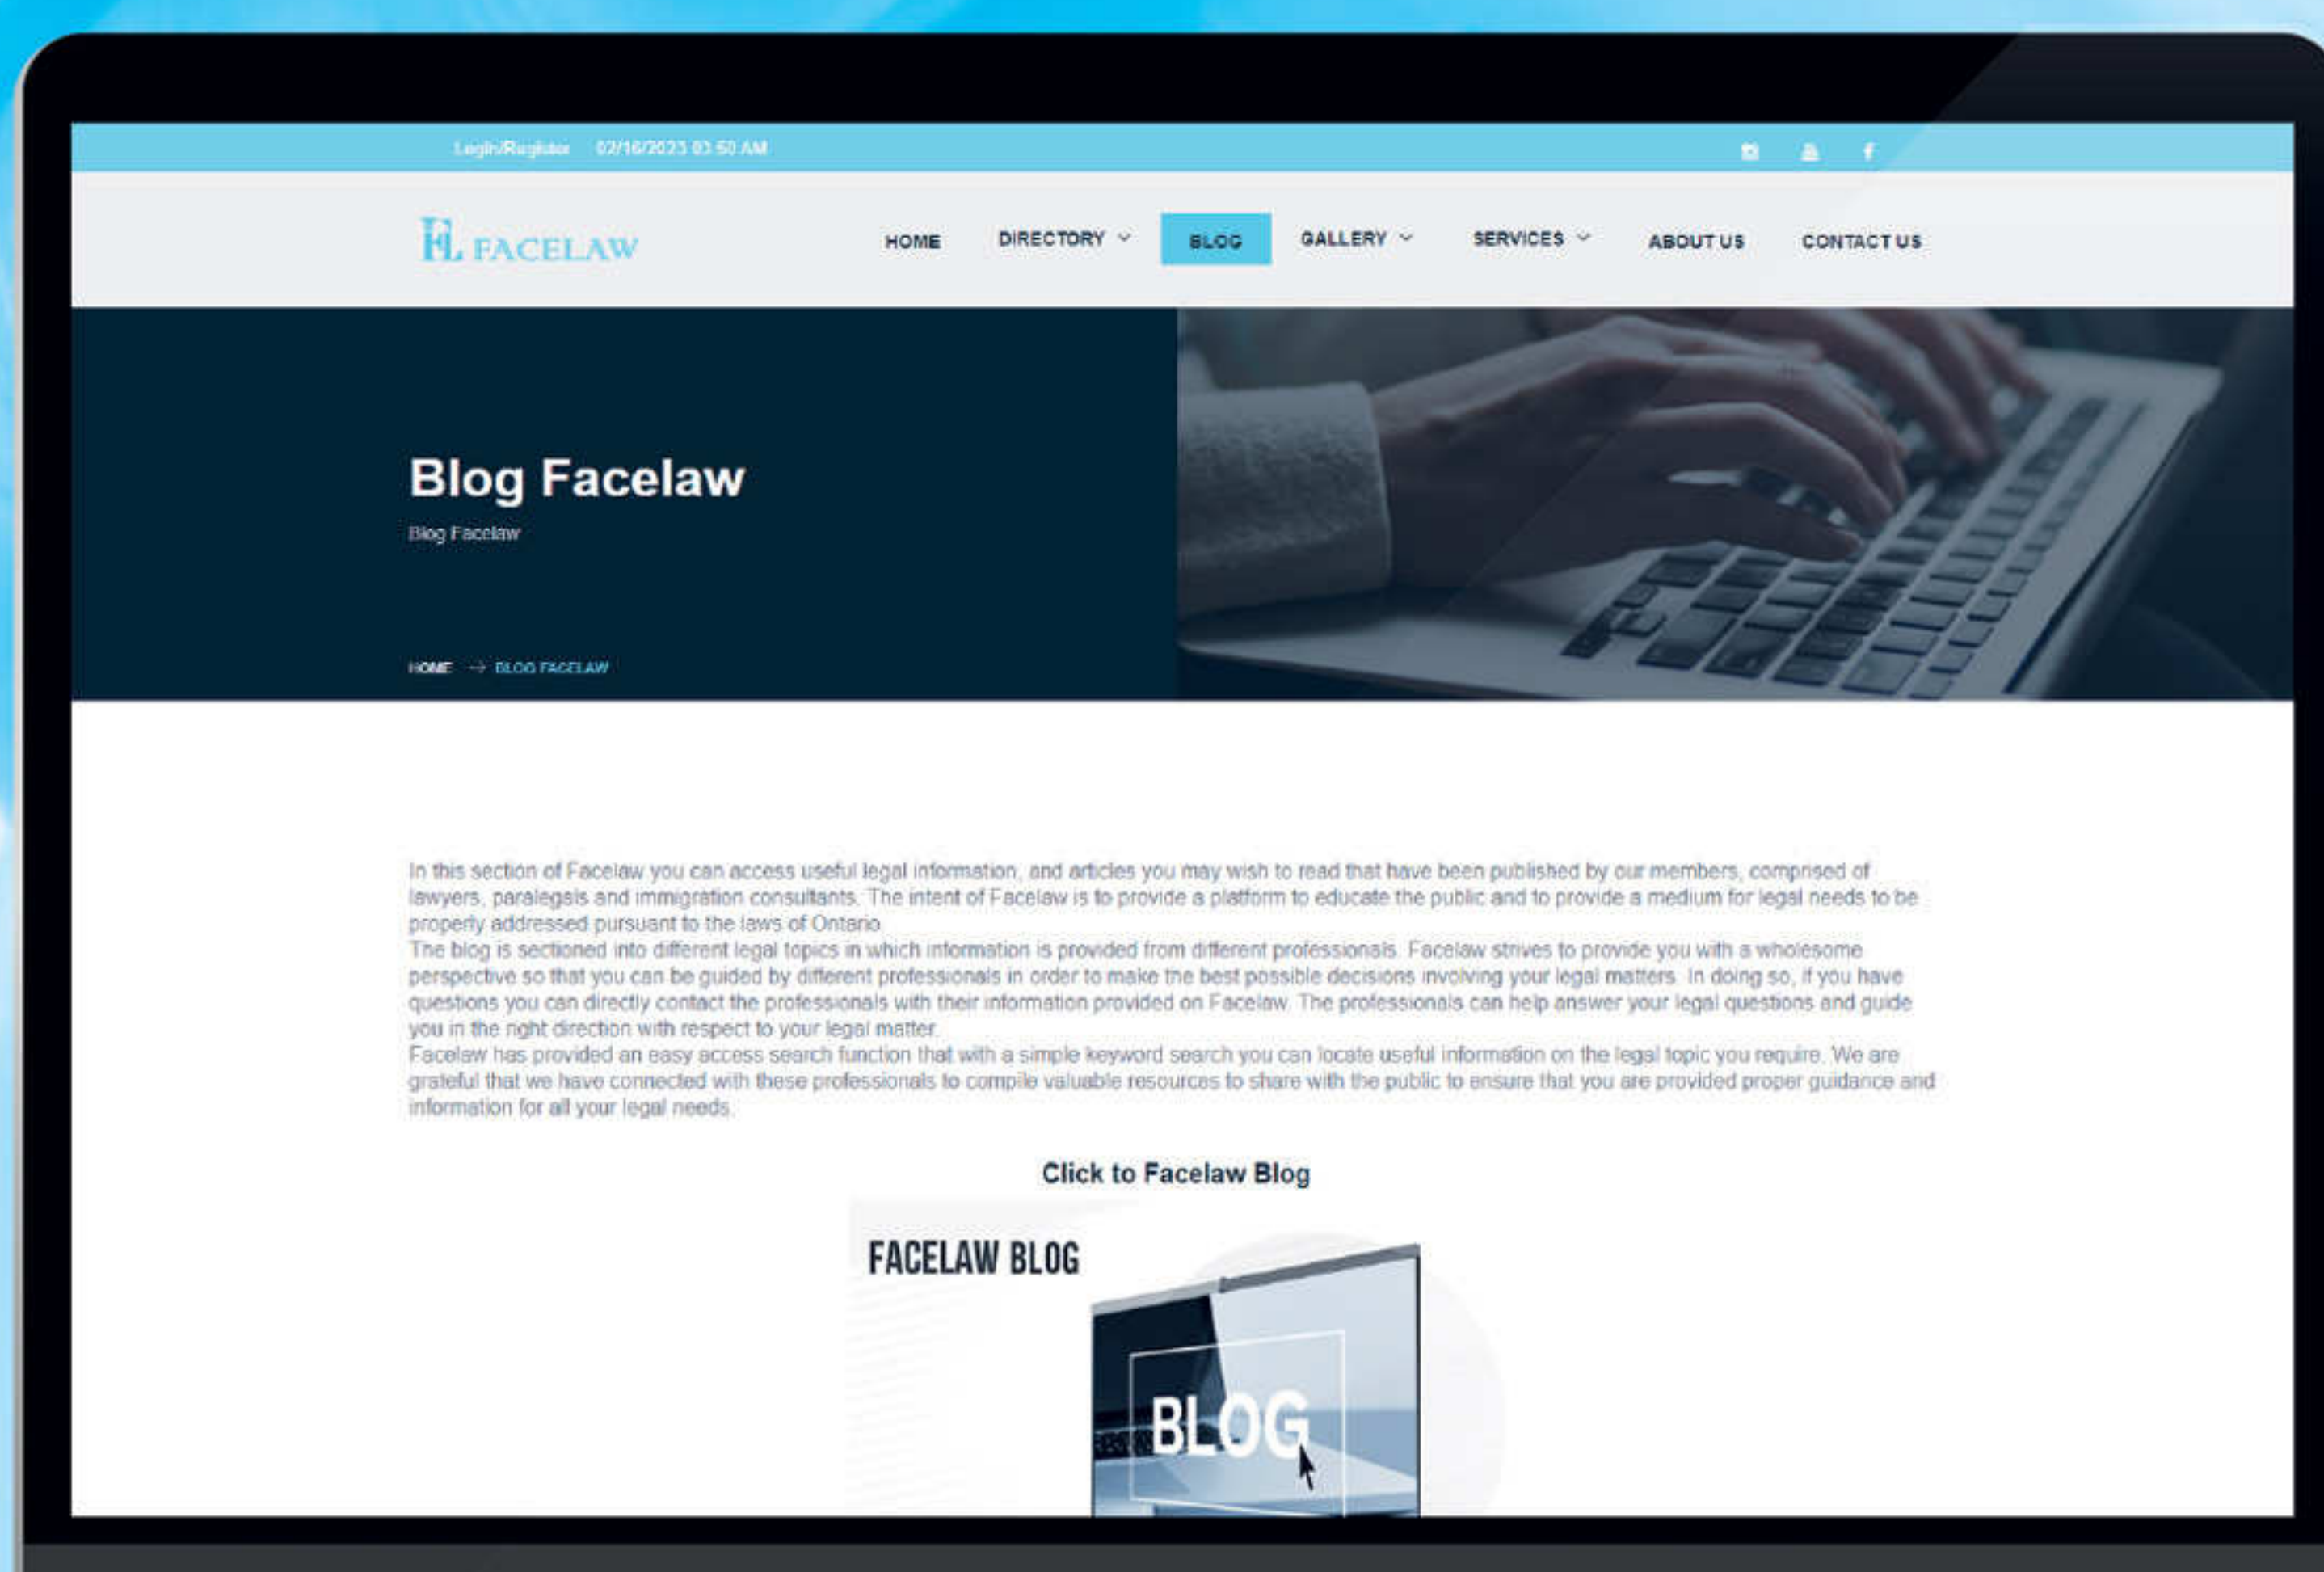 Login/Register 02/16/2023 03:50 AM
FL FACELAW
HOME DIRECTORY BLOG GALLERY SERVICES ABOUT US CONTACT US
Blog Facelaw
Blog Facelaw
HOME → BLOG FACELAW
In this section of Facelaw you can access useful legal information, and articles you may wish to read that have been published by our members, comprised of
lawyers, paralegals and immigration consultants. The intent of Facelaw is to provide a platform to educate the public and to provide a medium for legal needs to be
properly addressed pursuant to the laws of Ontario.
The blog is sectioned into different legal topics in which information is provided from different professionals. Facelaw strives to provide you with a wholesome
perspective so that you can be guided by different professionals in order to make the best possible decisions involving your legal matters. In doing so, if you have
questions you can directly contact the professionals with their information provided on Facelaw. The professionals can help answer your legal questions and guide
you in the right direction with respect to your legal matter.
Facelaw has provided an easy access search function that with a simple keyword search you can locate useful information on the legal topic you require. We are
grateful that we have connected with these professionals to compile valuable resources to share with the public to ensure that you are provided proper guidance and
information for all your legal needs.
Click to Facelaw Blog
FACELAW BLOG
BLOG